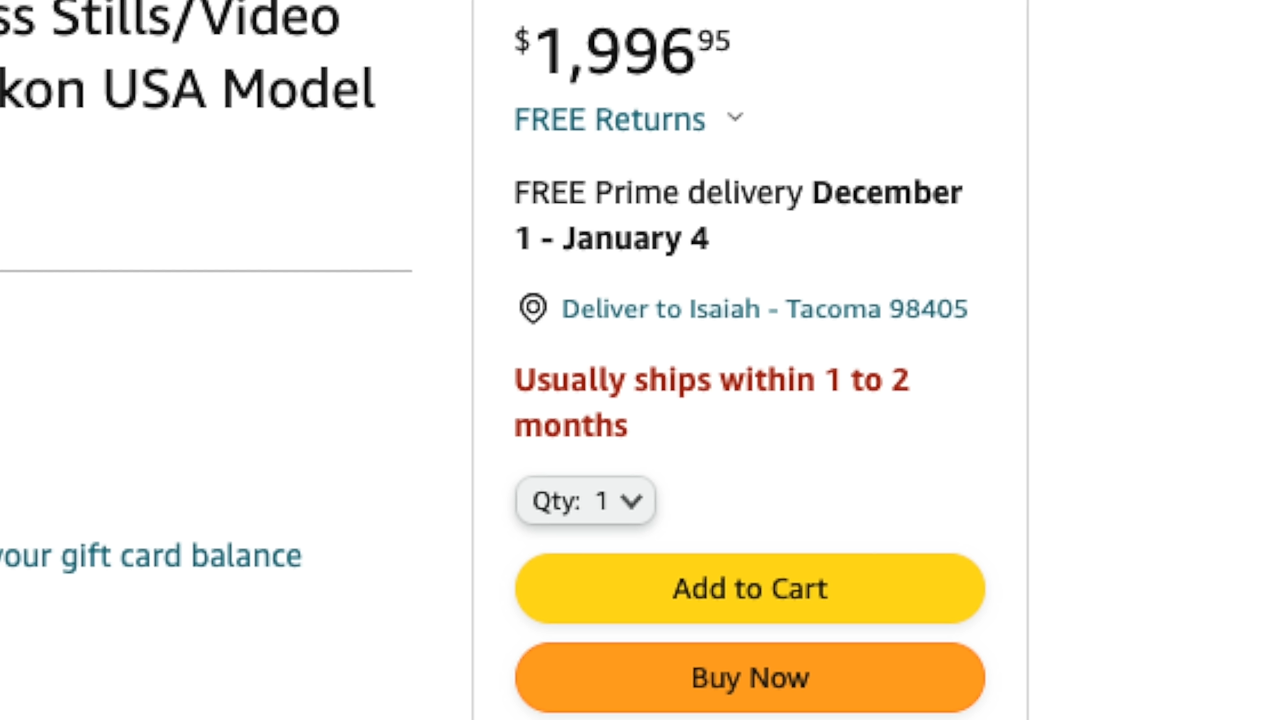 ss Stills/Video
kon USA Model
$1,99695
FREE Returns
FREE Prime delivery December
1 - January 4
Deliver to Isaiah - Tacoma 98405
Usually ships within 1 to 2
months
Qty: 1
your gift card balance
Add to Cart
Buy Now